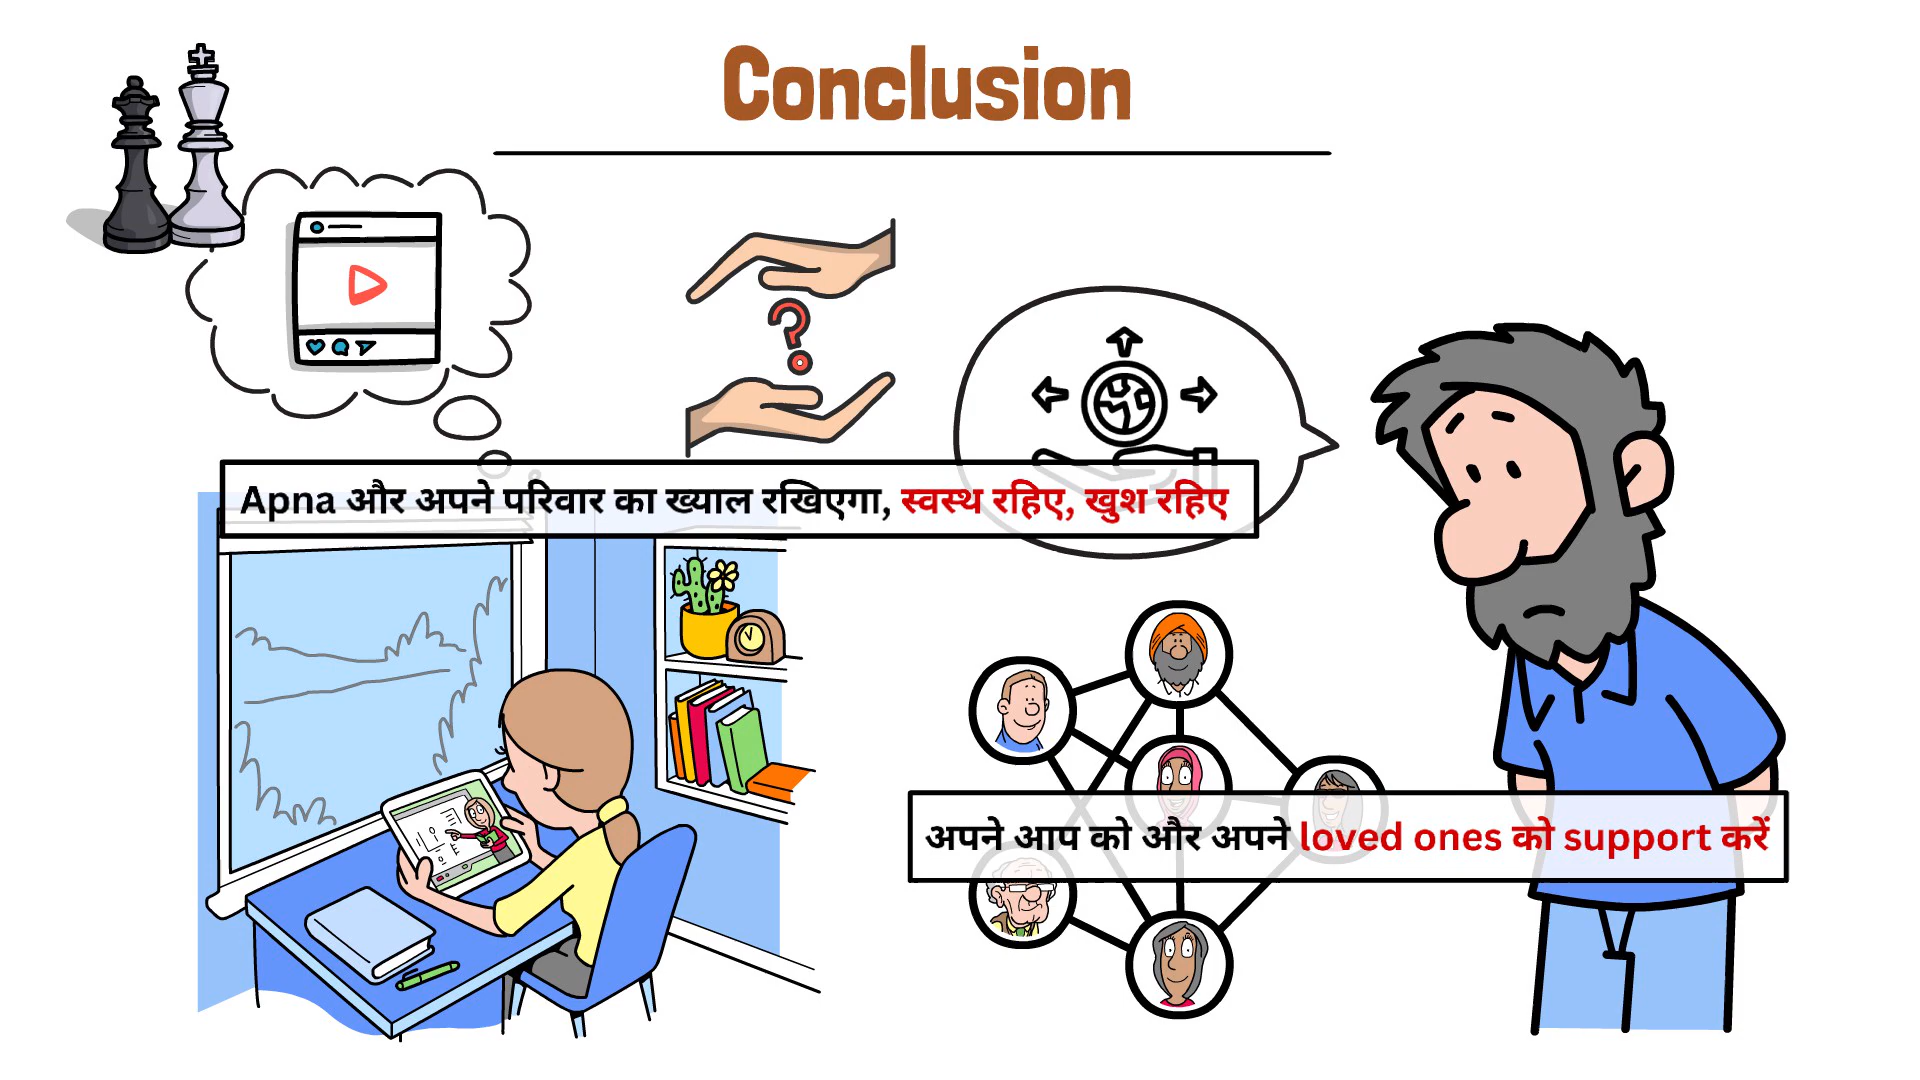 Conclusion
Apna और अपने परिवार का ख्याल रखिएगा, स्वस्थ रहिए, खुश रहिए
अपने आप को और अपने loved ones को support करें